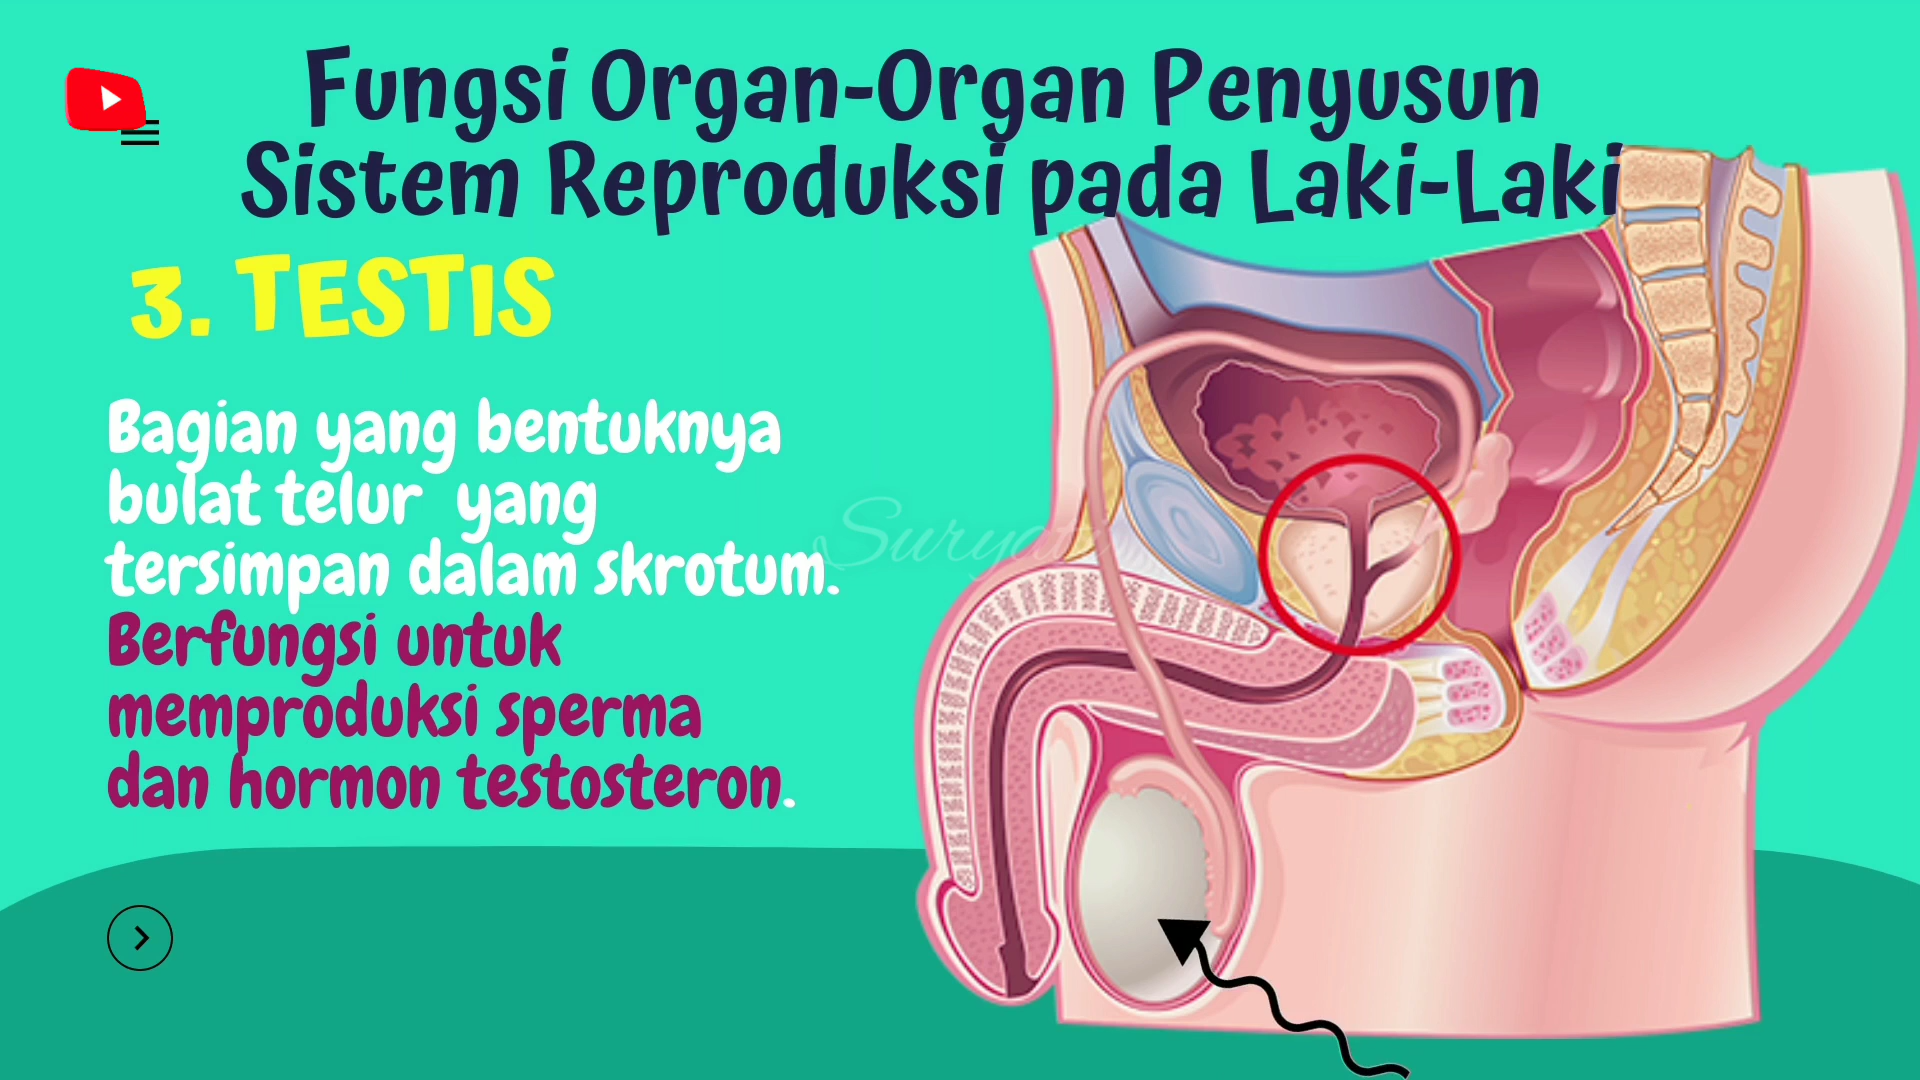 Fungsi Organ-Organ Penyusun
Sistem Reproduksi pada Laki-Laki
3. TESTIS
Bagian yang bentuknya
bulat telur yang
tersimpan dalam skrotum.
Berfungsi untuk
memproduksi sperma
dan hormon testosteron.